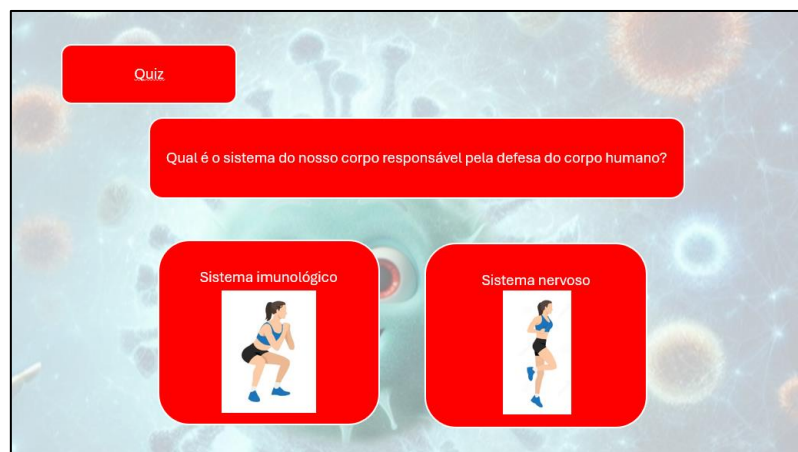 Quiz
Qual é o sistema do nosso corpo responsável pela defesa do corpo humano?
Sistema imunológico
Sistema nervoso